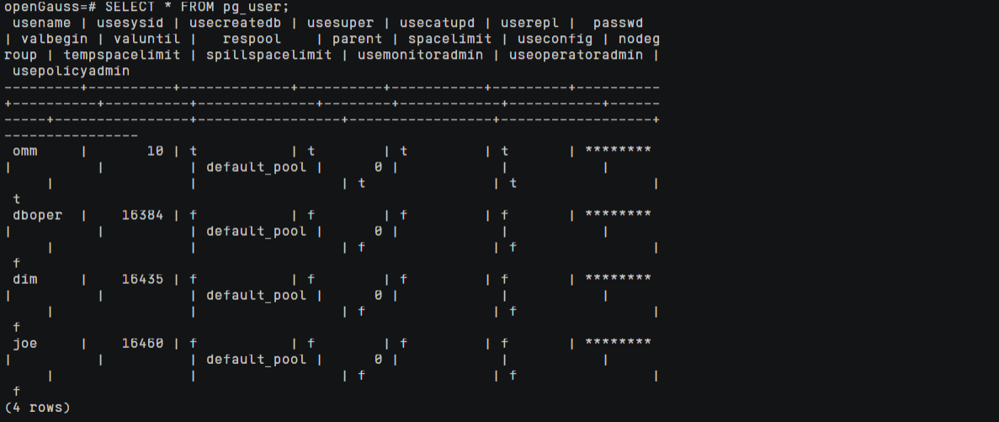 openGauss=# SELECT * FROM pg_user;
 usename | usesysid | usecreatedb | usesuper | usecatupd | userepl |  passwd
| valbegin | valuntil |   respool    | parent | spacelimit | useconfig | nodeg
roup | tempspacelimit | spillspacelimit | usemonitoradmin | useoperatoradmin |
 usepolicyadmin
---------+----------+-------------+----------+-----------+---------+----------
+----------+----------+--------------+--------+------------+-----------+------
-----+----------------+-----------------+-----------------+------------------+
----------------
 omm     |       10 | t           | t        | t         | t       | ********
|          |          | default_pool |      0 |            |           |
     |                |                 | t               | t                |
 t
 dboper  |    16384 | f           | f        | f         | f       | ********
|          |          | default_pool |      0 |            |           |
     |                |                 | f               | f                |
 f
 dim     |    16435 | f           | f        | f         | f       | ********
|          |          | default_pool |      0 |            |           |
     |                |                 | f               | f                |
 f
 joe     |    16460 | f           | f        | f         | f       | ********
|          |          | default_pool |      0 |            |           |
     |                |                 | f               | f                |
 f
(4 rows)